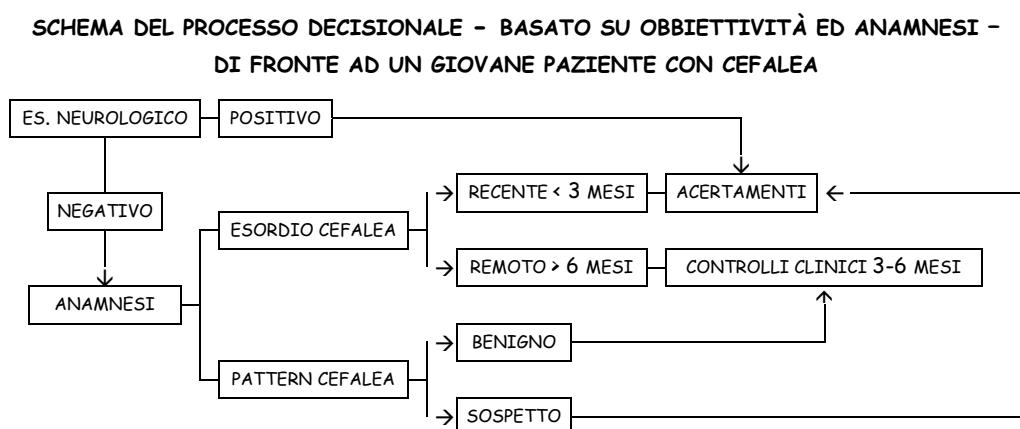 SCHEMA DEL PROCESSO DECISIONALE – BASATO SU OBBIETTIVITÀ ED ANAMNESI –
DI FRONTE AD UN GIOVANE PAZIENTE CON CEFALEA
ES. NEUROLOGICO
POSITIVO
NEGATIVO
RECENTE < 3 MESI
ACERTAMENTI
ESORDIO CEFALEA
REMOTO > 6 MESI
CONTROLLI CLINICI 3-6 MESI
ANAMNESI
BENIGNO
PATTERN CEFALEA
SOSPETTO